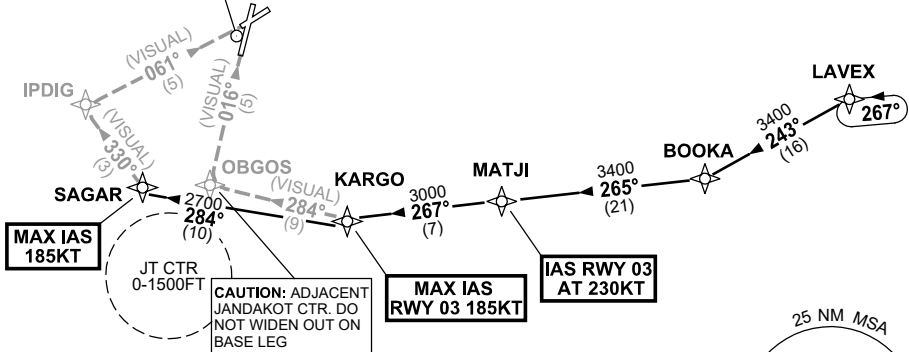 (VISUAL)
061°
(5)
IPDIG
(VISUAL)
016°
(5)
(VISUAL)
330°
(3)
LAVEX
267°
3400
243°
(16)
BOOKA
3400
265°
(21)
MATJI
3000
267°
(7)
KARGO
OBGOS
(VISUAL)
284°
(9)
SAGAR
2700
284°
(10)
MAX IAS
185KT
JT CTR
0-1500FT
CAUTION: ADJACENT
JANDAKOT CTR. DO
NOT WIDEN OUT ON
BASE LEG
MAX IAS
RWY 03 185KT
IAS RWY 03
AT 230KT
25 NM MSA